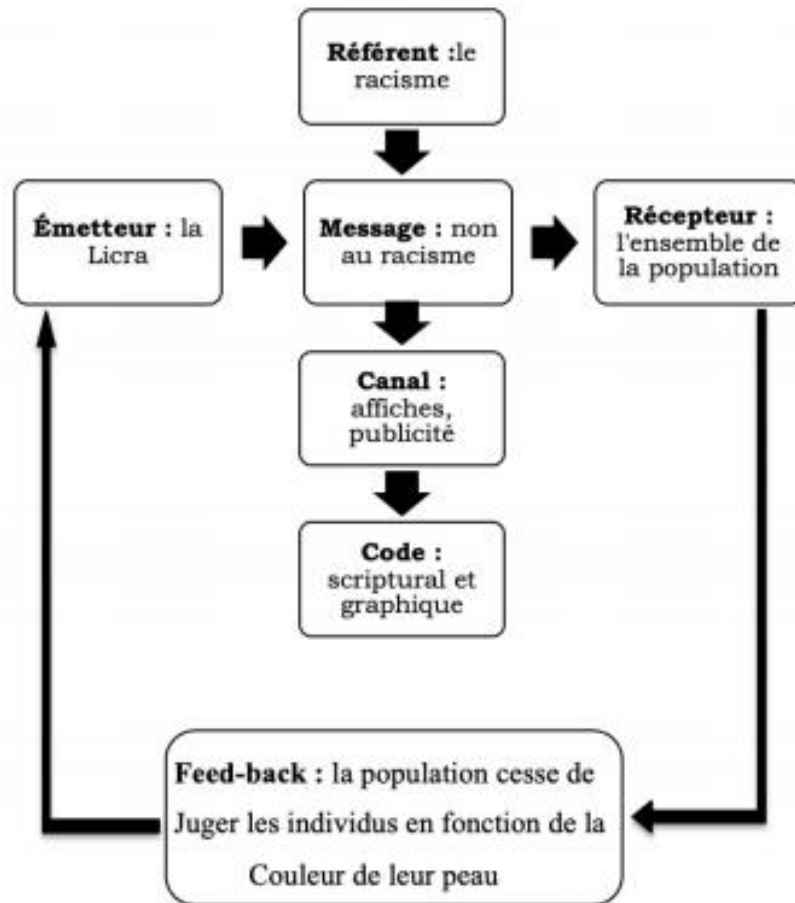 Référent :le
racisme
Émetteur : la
Licra
Message : non
au racisme
Récepteur :
l'ensemble de
la population
Canal :
affiches,
publicité
Code :
scriptural et
graphique
Feed-back : la population cesse de
Juger les individus en fonction de la
Couleur de leur peau